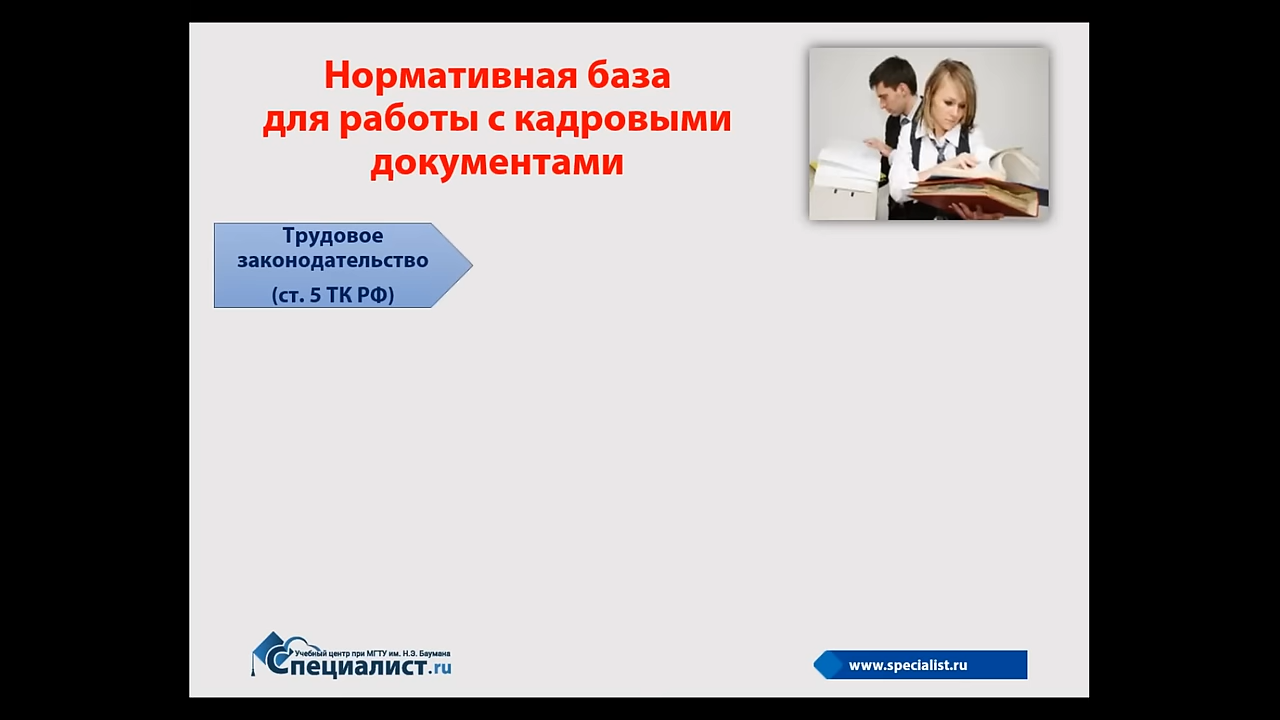 Нормативная база
для работы с кадровыми
документами
Трудовое
законодательство
(ст. 5 ТК РФ)
Учебный центр при МГТУ им. Н.Э. Баумана
Специалист.ru
www.specialist.ru